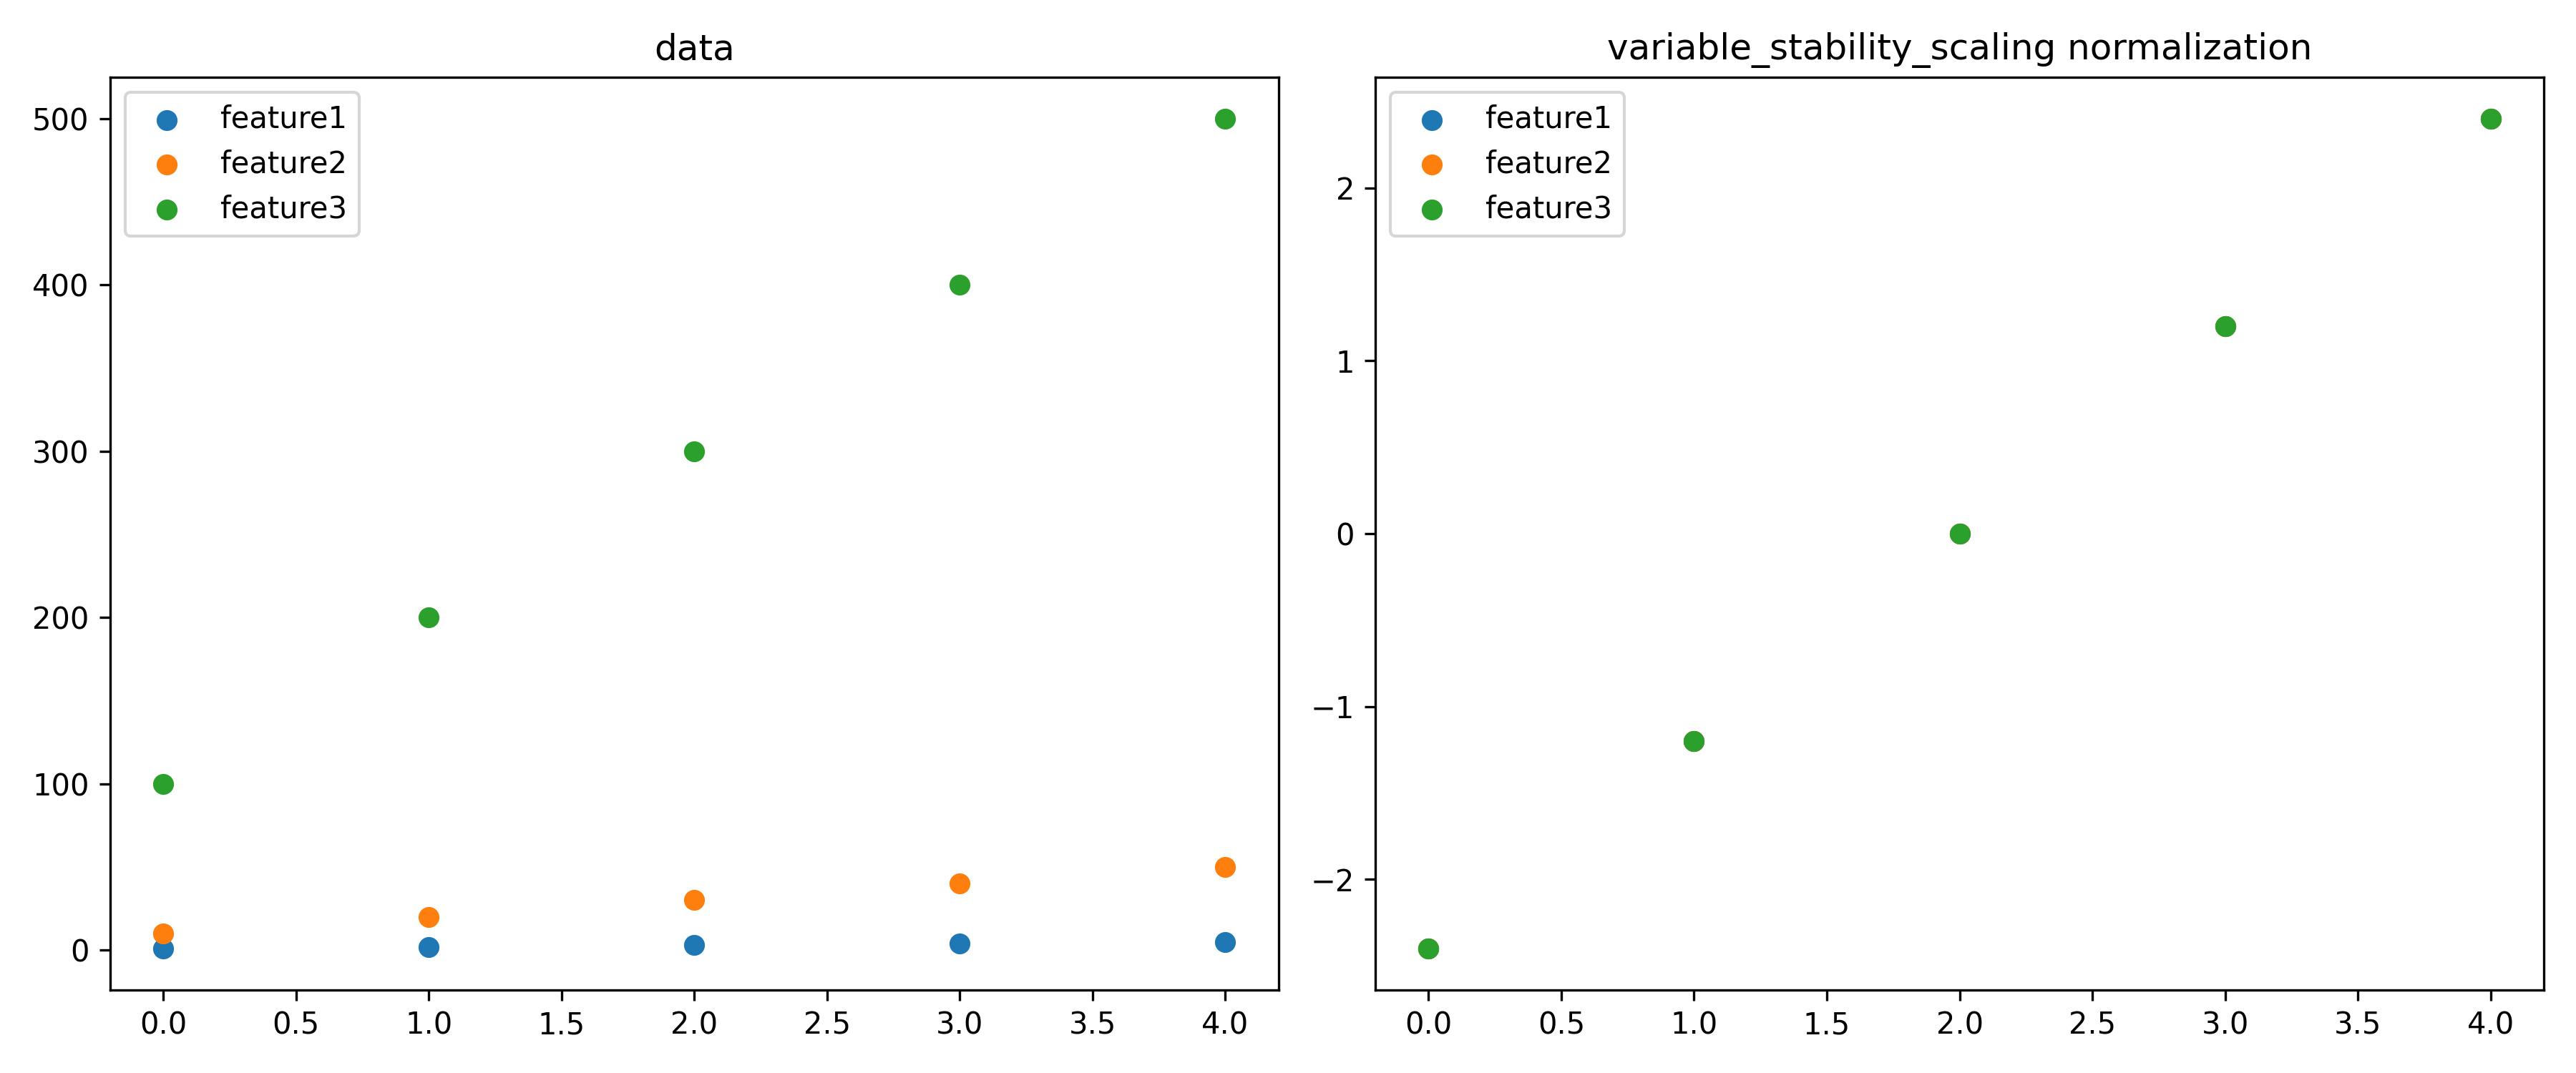 data
feature1
feature2
feature3
500
400
300
200
100
0
0.0 0.5 1.0 1.5 2.0 2.5 3.0 3.5 4.0
variable_stability_scaling normalization
feature1
feature2
feature3
2
1
0
−1
−2
0.0 0.5 1.0 1.5 2.0 2.5 3.0 3.5 4.0